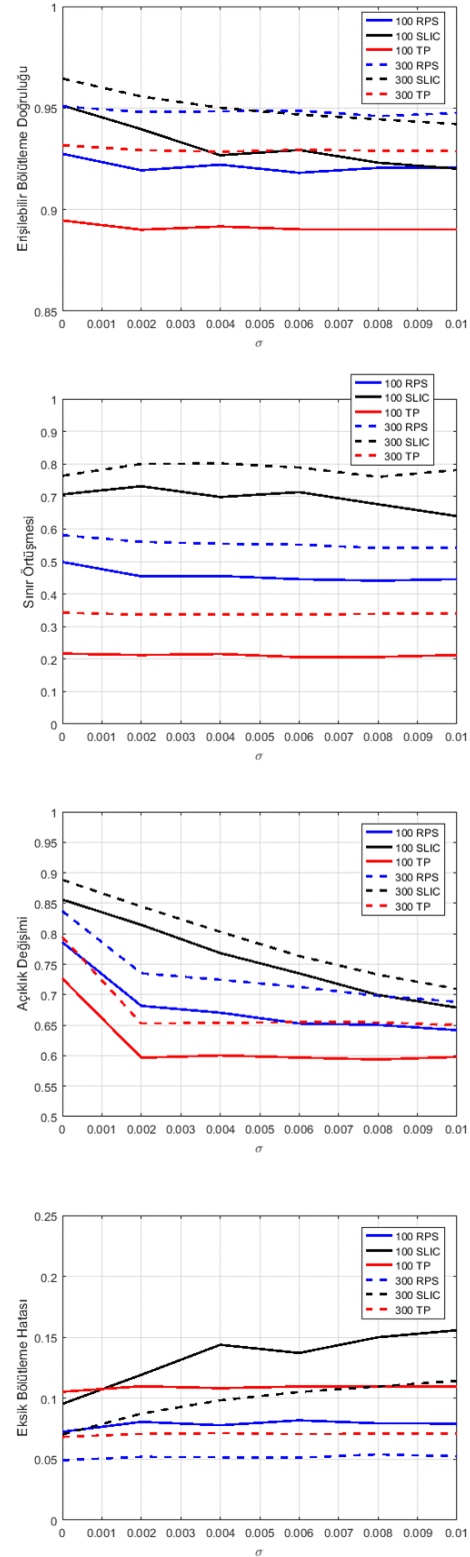 Erişilebilir Bölütleme Doğruluğu
1
0.95
0.9
0.85
100 RPS
100 SLIC
100 TP
300 RPS
300 SLIC
300 TP
0 0.001 0.002 0.003 0.004 0.005 0.006 0.007 0.008 0.009 0.01
σ
Sınır Örtüşmesi
1
0.9
0.8
0.7
0.6
0.5
0.4
0.3
0.2
0.1
0
100 RPS
100 SLIC
100 TP
300 RPS
300 SLIC
300 TP
0 0.001 0.002 0.003 0.004 0.005 0.006 0.007 0.008 0.009 0.01
σ
Açıklık Değişimi
1
0.95
0.9
0.85
0.8
0.75
0.7
0.65
0.6
0.55
0.5
100 RPS
100 SLIC
100 TP
300 RPS
300 SLIC
300 TP
0 0.001 0.002 0.003 0.004 0.005 0.006 0.007 0.008 0.009 0.01
σ
Eksik Bölütleme Hatası
0.25
0.2
0.15
0.1
0.05
0
100 RPS
100 SLIC
100 TP
300 RPS
300 SLIC
300 TP
0 0.001 0.002 0.003 0.004 0.005 0.006 0.007 0.008 0.009 0.01
σ